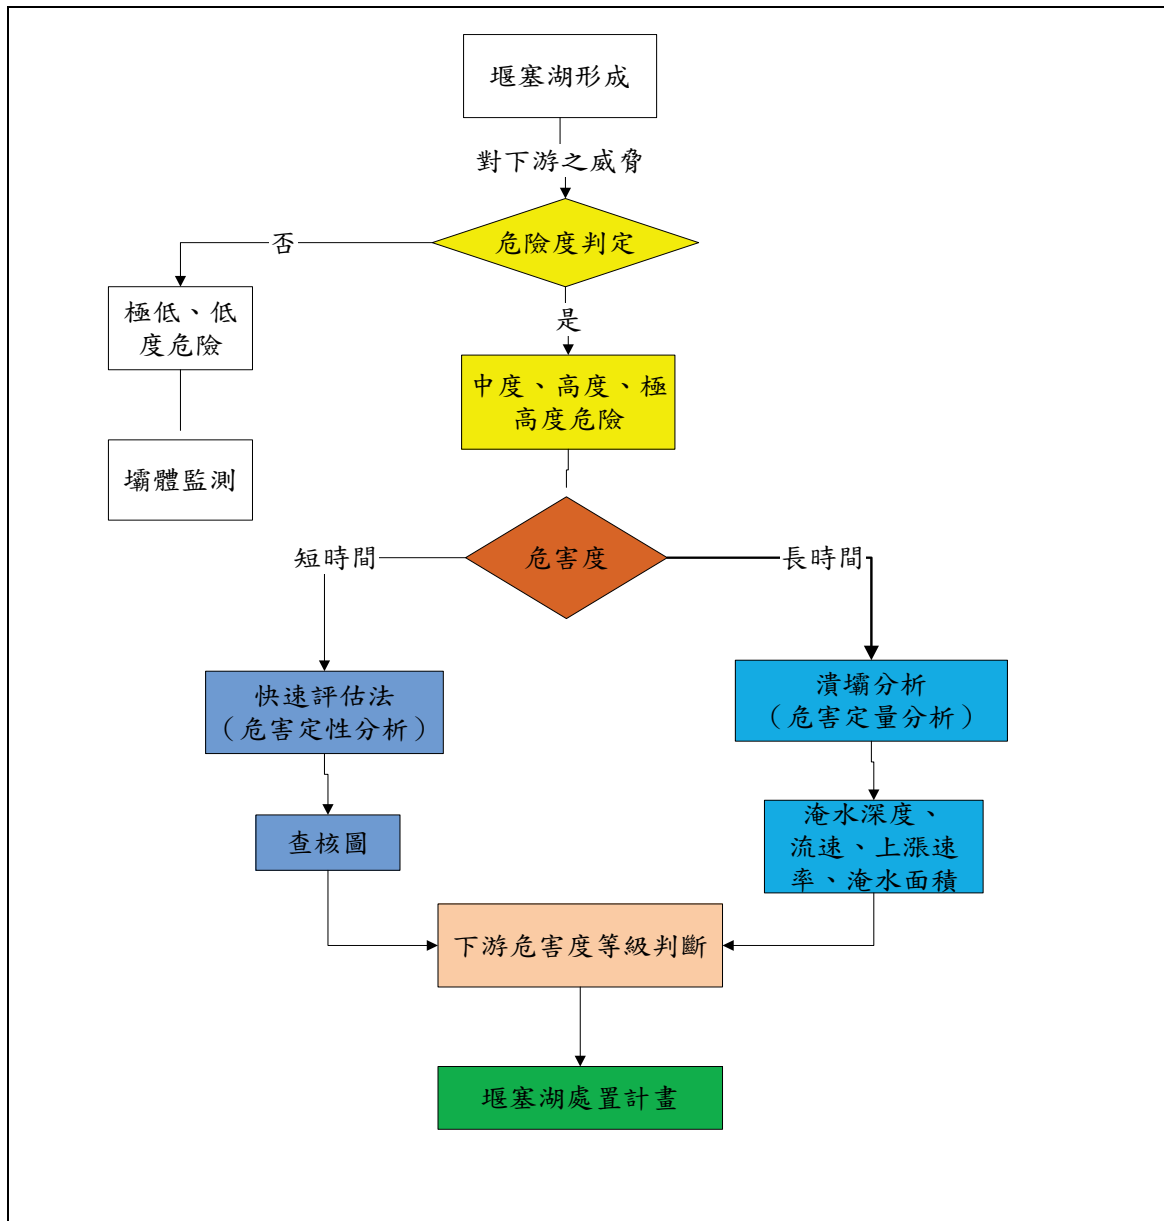 堰塞湖形成
對下游之威脅
危險度判定
否
極低、低
度危險
是
中度、高度、極
高度危險
壩體監測
危害度
短時間
長時間
快速評估法
（危害定性分析）
潰壩分析
（危害定量分析）
查核圖
淹水深度、
流速、上漲速
率、淹水面積
下游危害度等級判斷
堰塞湖處置計畫